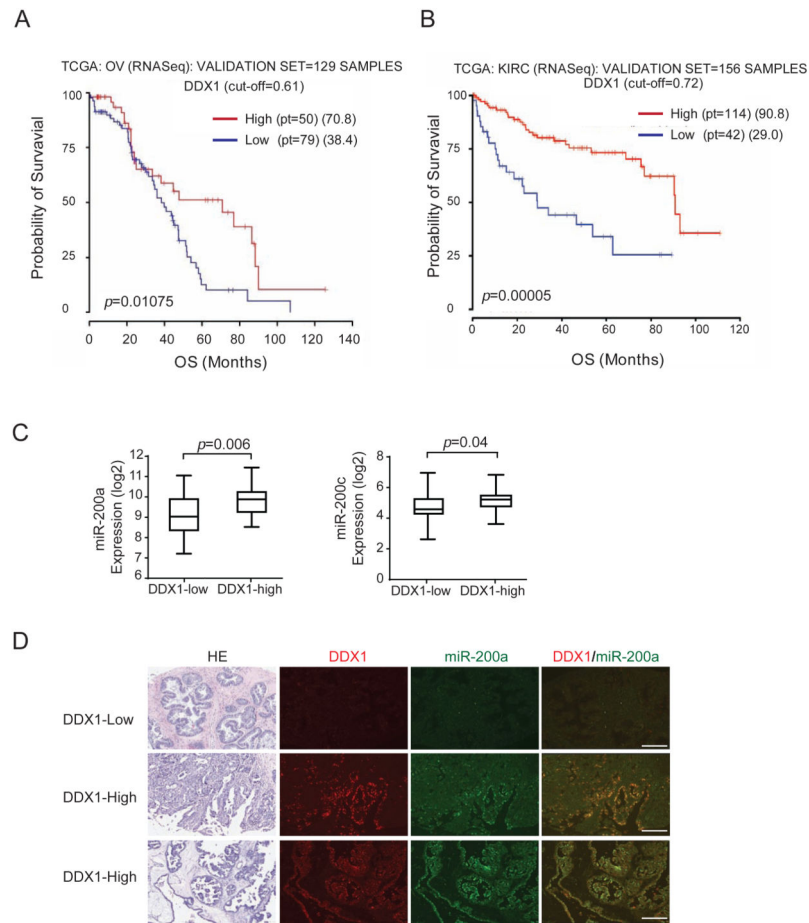 A
TCGA: OV (RNASeq): VALIDATION SET=129 SAMPLES
DDX1 (cut-off=0.61)
High (pt=50) (70.8)
Low (pt=79) (38.4)
Probability of Survavial
100
75
50
25
0
p=0.01075
0 20 40 60 80 100 120 140
OS (Months)
B
TCGA: KIRC (RNASeq): VALIDATION SET=156 SAMPLES
DDX1 (cut-off=0.72)
High (pt=114) (90.8)
Low (pt=42) (29.0)
Probability of Survavial
100
75
50
25
0
p=0.00005
0 20 40 60 80 100 120
OS (Months)
C
p=0.006
miR-200a
Expression (log2)
12
11
10
9
8
7
6
DDX1-low DDX1-high
p=0.04
miR-200c
Expression (log2)
8
6
4
2
0
DDX1-low DDX1-high
D
HE DDX1 miR-200a DDX1/miR-200a
DDX1-Low
DDX1-High
DDX1-High